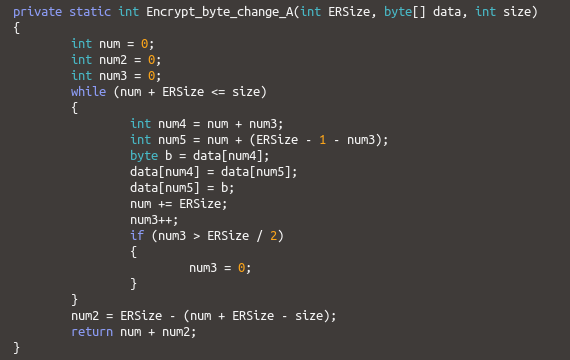 private static int Encrypt_byte_change_A(int ERSize, byte[] data, int size)
{
int num = 0;
int num2 = 0;
int num3 = 0;
while (num + ERSize <= size)
{
int num4 = num + num3;
int num5 = num + (ERSize - 1 - num3);
byte b = data[num4];
data[num4] = data[num5];
data[num5] = b;
num += ERSize;
num3++;
if (num3 > ERSize / 2)
{
num3 = 0;
}
}
num2 = ERSize - (num + ERSize - size);
return num + num2;
}